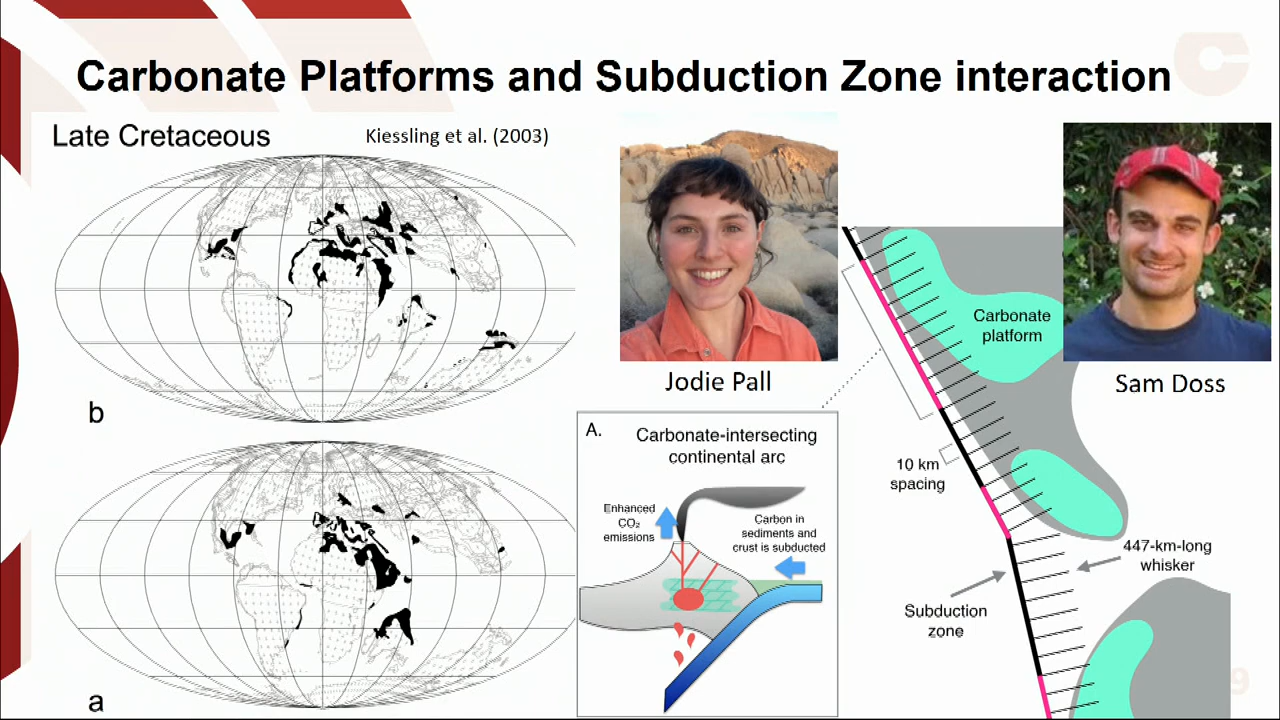 Carbonate Platforms and Subduction Zone interaction
Late Cretaceous
Kiessling et al. (2003)
b
a
Jodie Pall
Sam Doss
A.
Carbonate-intersecting
continental arc
Enhanced
CO₂
emissions
Carbon in
sediments and
crust is subducted
Carbonate
platform
10 km
spacing
447-km-long
whisker
Subduction
zone
9